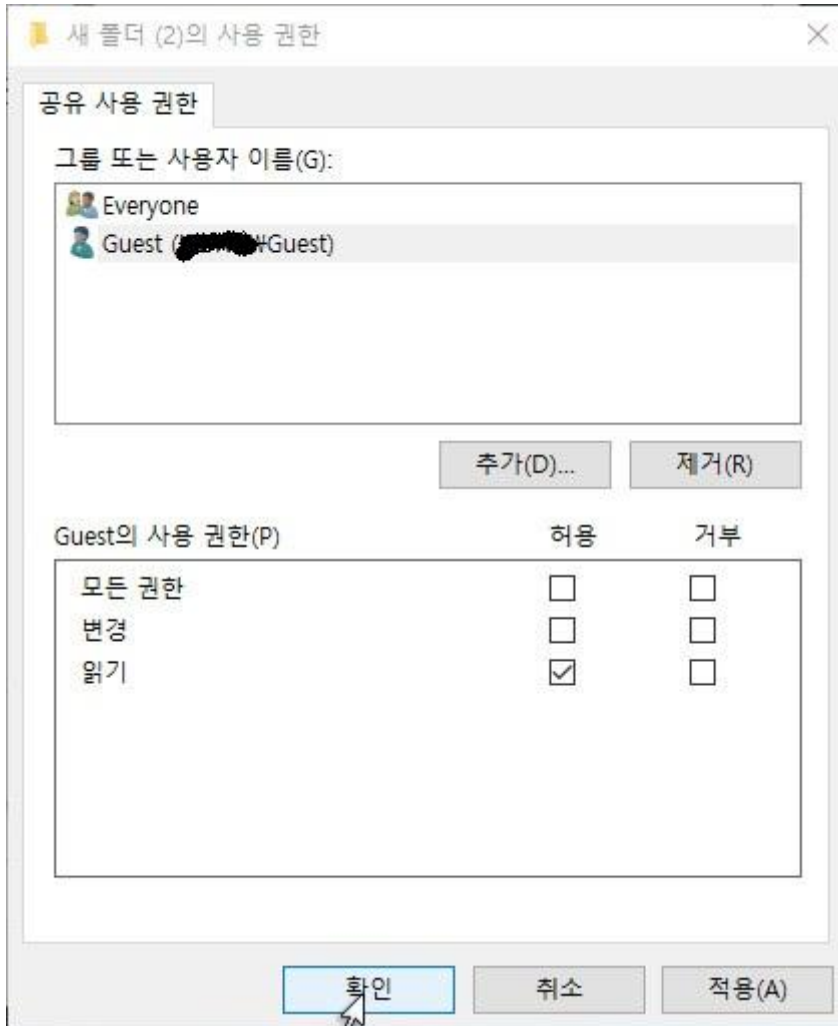 새 폴더 (2)의 사용 권한
공유 사용 권한
그룹 또는 사용자 이름(G):
Everyone
Guest (\Guest)
추가(D)...
제거(R)
Guest의 사용 권한(P) 허용 거부
모든 권한
변경
읽기
확인 취소 적용(A)